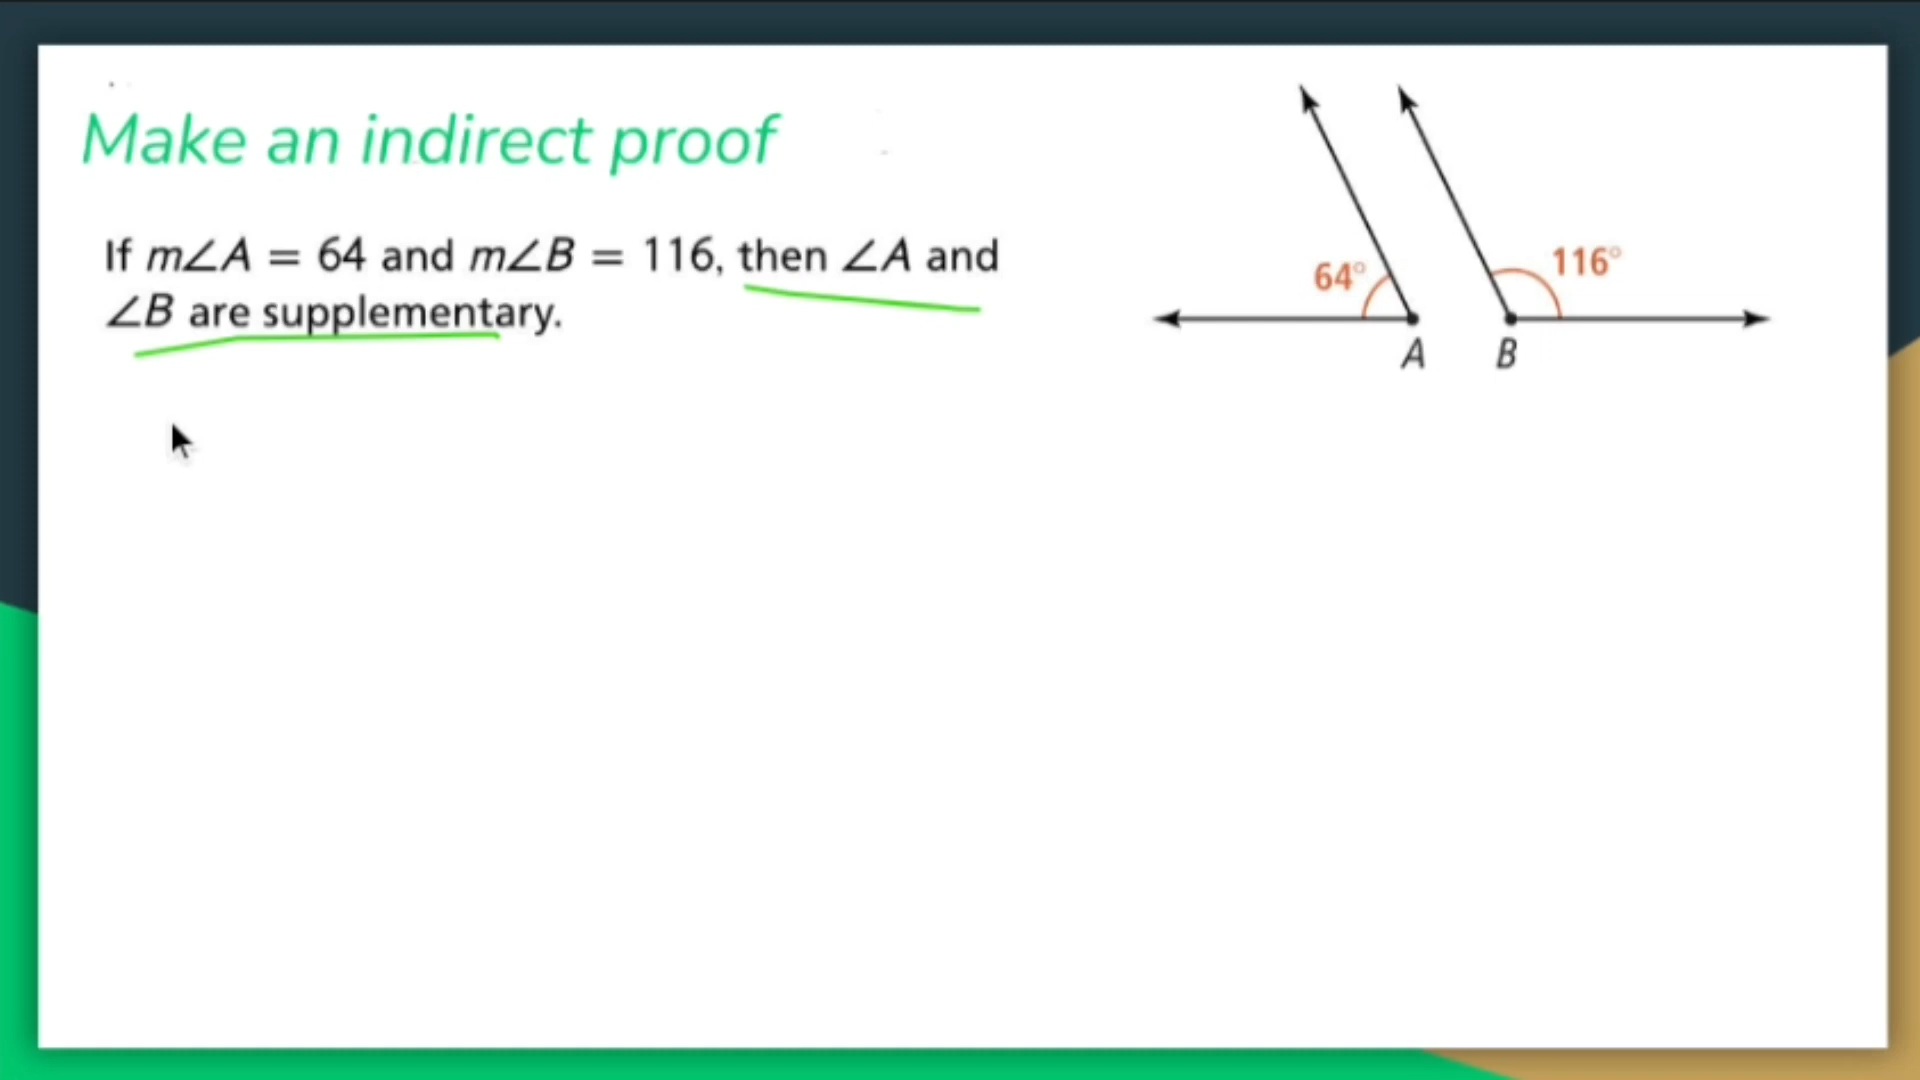 Make an indirect proof
If m∠A = 64 and m∠B = 116, then ∠A and
∠B are supplementary.
64°
116°
A
B